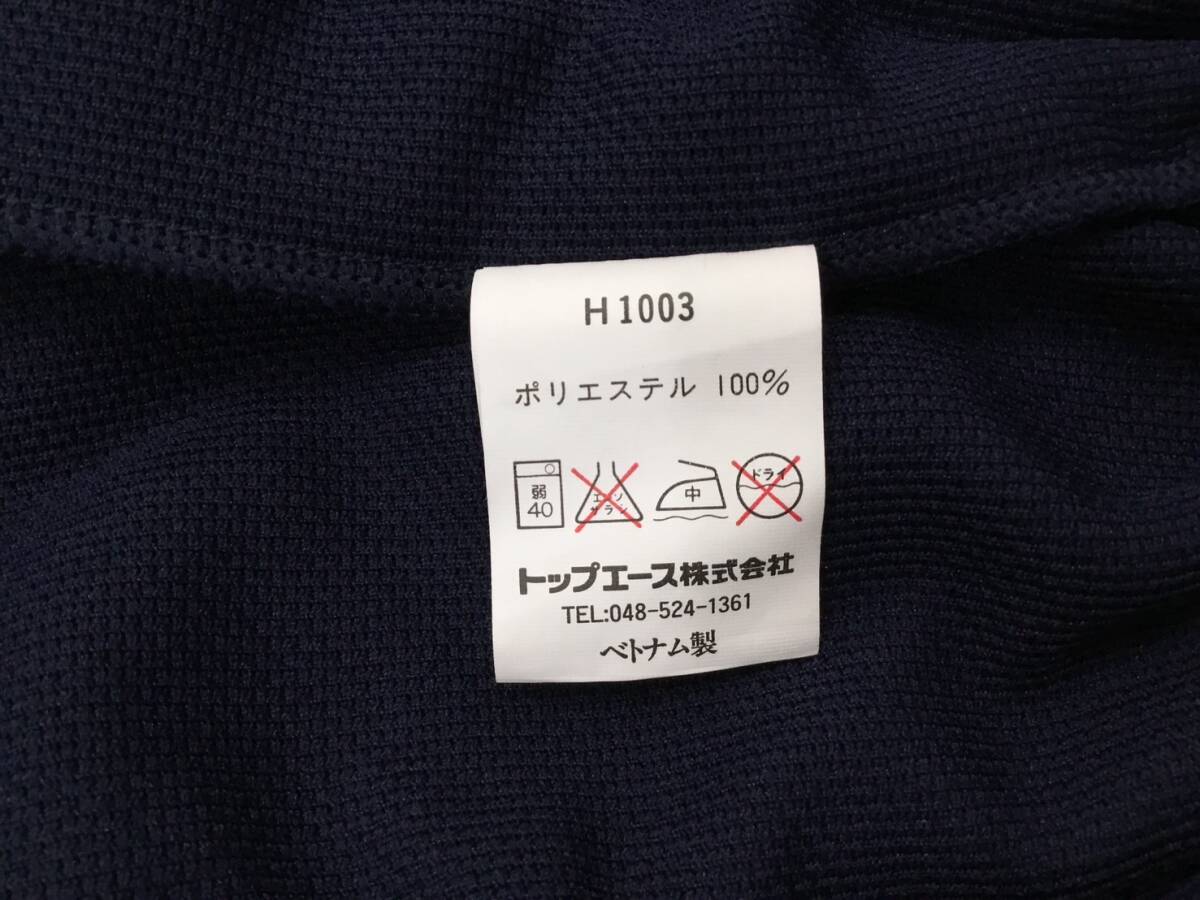 H1003
ポリエステル 100%
弱
40
エンソ
サラシ
中
ドライ
トップエース株式会社
TEL:048-524-1361
ベトナム製